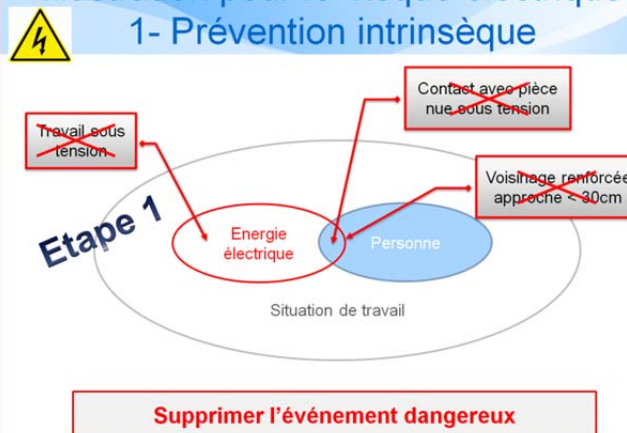 1- Prévention intrinsèque
Contact avec pièce
nue sous tension
Travail sous
tension
Voisinage renforcée
approche < 30cm
Etape 1
Energie
électrique
Personne
Situation de travail
Supprimer l'événement dangereux